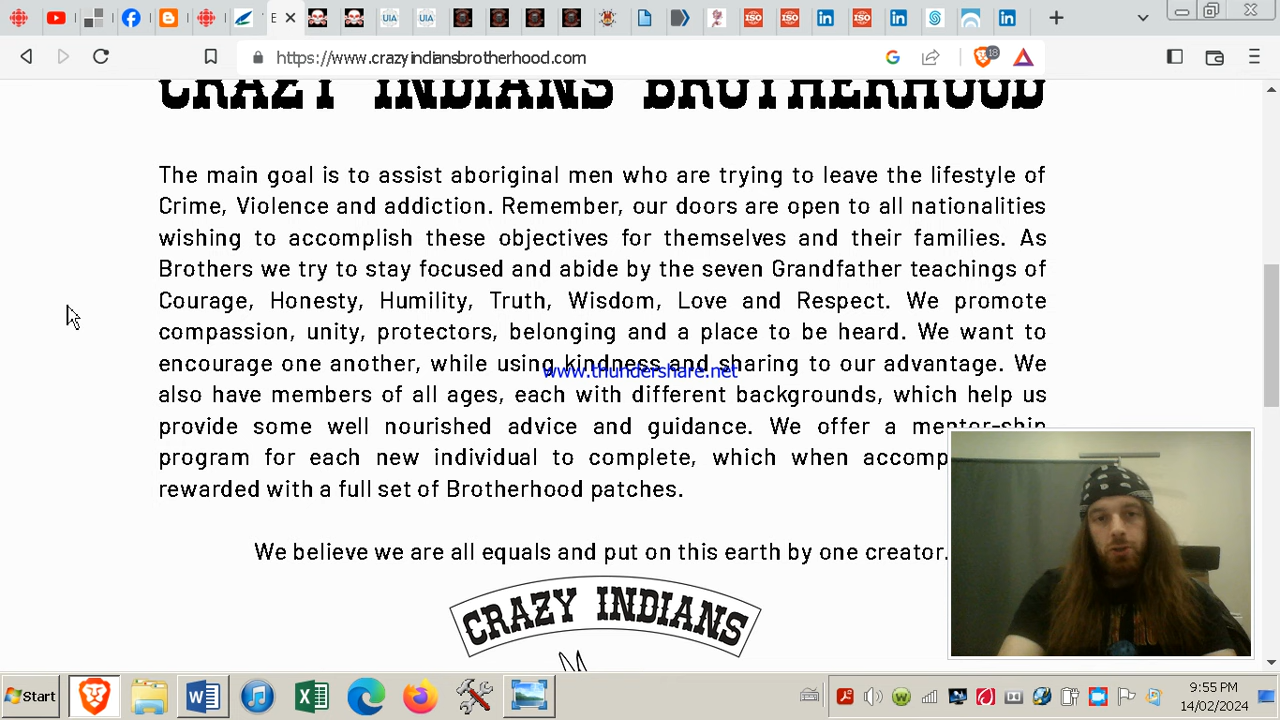 E
UIA
UIA
ISO
ISO
ISO
https://www.crazyindiansbrotherhood.com
18
CRAZY INDIANS BROTHERHOOD
The main goal is to assist aboriginal men who are trying to leave the lifestyle of
Crime, Violence and addiction. Remember, our doors are open to all nationalities
wishing to accomplish these objectives for themselves and their families. As
Brothers we try to stay focused and abide by the seven Grandfather teachings of
Courage, Honesty, Humility, Truth, Wisdom, Love and Respect. We promote
compassion, unity, protectors, belonging and a place to be heard. We want to
encourage one another, while using kindness and sharing to our advantage. We
www.thundershare.net
also have members of all ages, each with different backgrounds, which help us
provide some well nourished advice and guidance. We offer a mentor-ship
program for each new individual to complete, which when accomp
rewarded with a full set of Brotherhood patches.
We believe we are all equals and put on this earth by one creator.
CRAZY INDIANS
Start
9:55 PM
14/02/2024